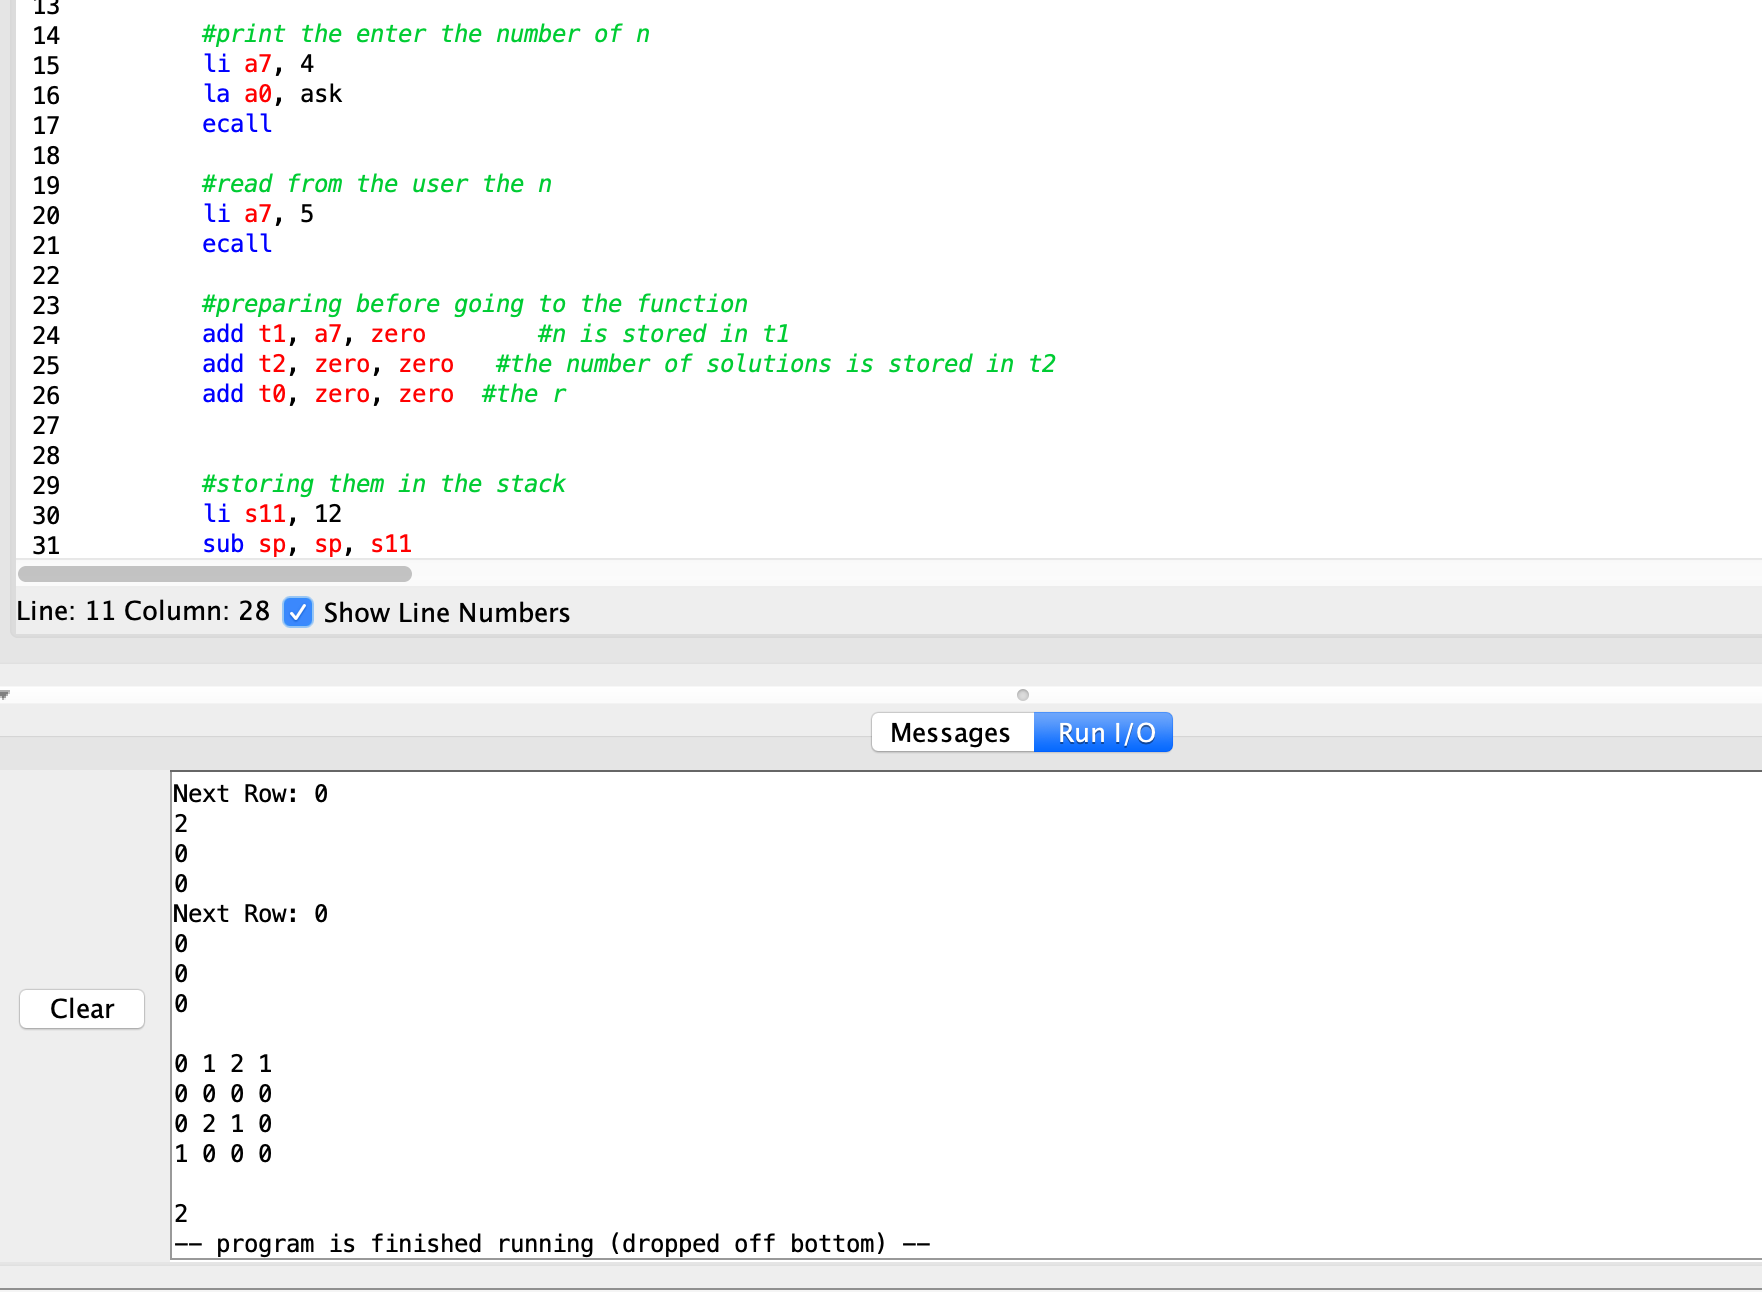 13
14 #print the enter the number of n
15 li a7, 4
16 la a0, ask
17 ecall
18
19 #read from the user the n
20 li a7, 5
21 ecall
22
23 #preparing before going to the function
24 add t1, a7, zero #n is stored in t1
25 add t2, zero, zero #the number of solutions is stored in t2
26 add t0, zero, zero #the r
27
28
29 #storing them in the stack
30 li s11, 12
31 sub sp, sp, s11
Line: 11 Column: 28 Show Line Numbers
Messages Run I/O
Next Row: 0
2
0
0
Next Row: 0
0
0
0
Clear
0 1 2 1
0 0 0 0
0 2 1 0
1 0 0 0
2
-- program is finished running (dropped off bottom) --